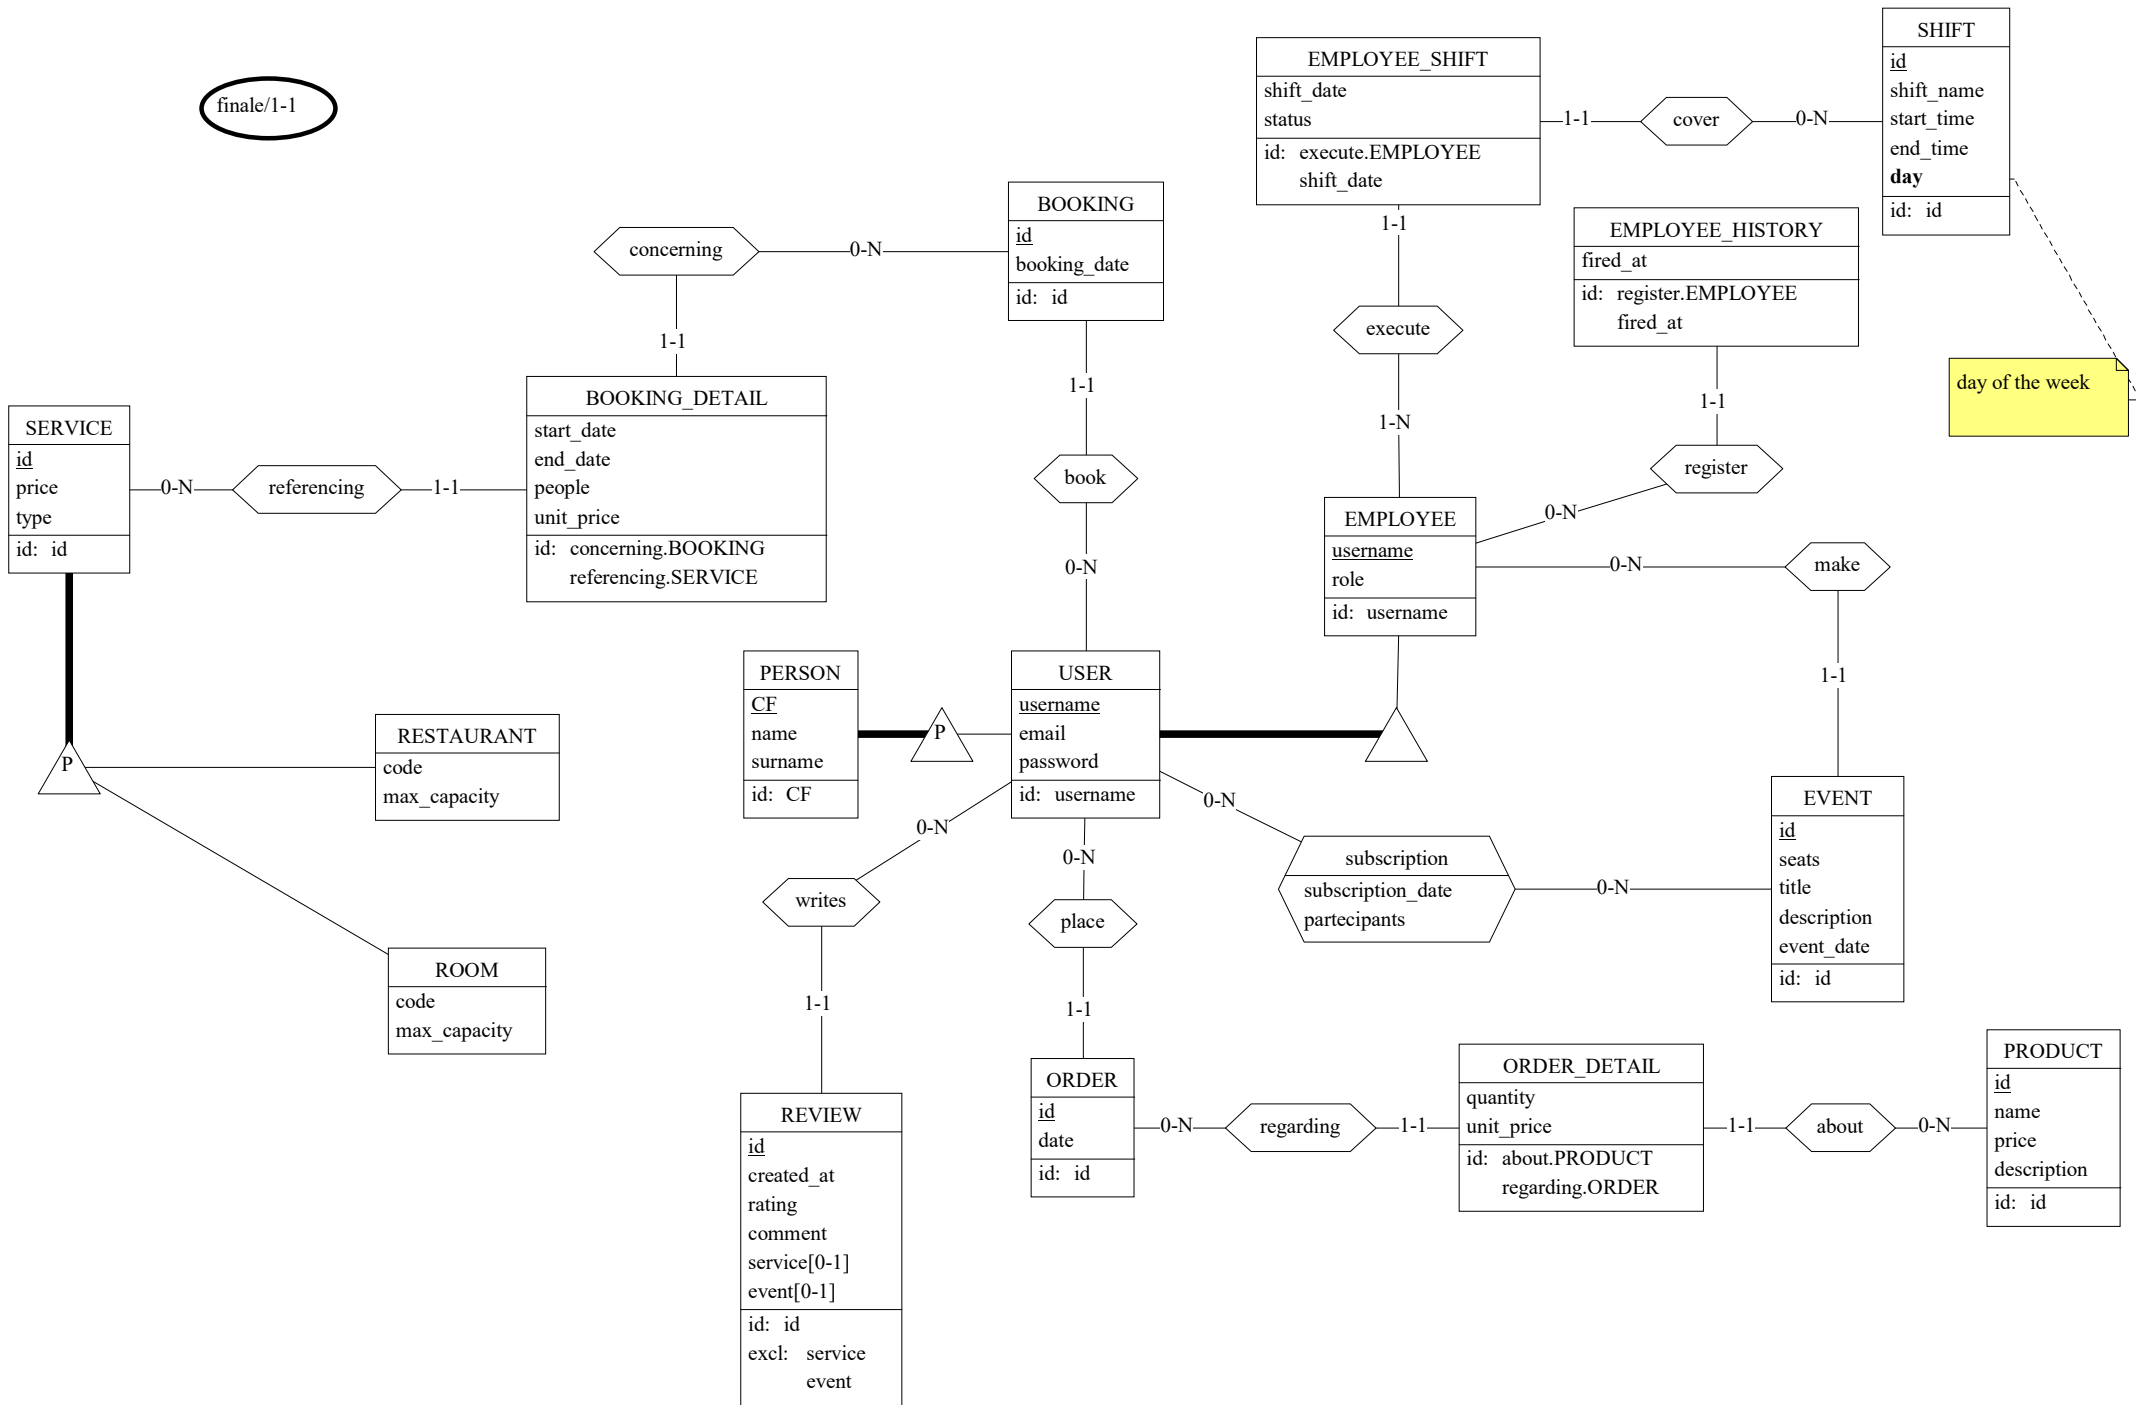 finale/1-1
SHIFT
id
shift_name
start_time
end_time
day
id: id
EMPLOYEE_SHIFT
shift_date
status
id: execute.EMPLOYEE
shift_date
1-1
cover
0-N
1-1
execute
1-N
EMPLOYEE_HISTORY
fired_at
id: register.EMPLOYEE
fired_at
1-1
register
0-N
day of the week
BOOKING
id
booking_date
id: id
concerning
0-N
1-1
1-1
book
0-N
BOOKING_DETAIL
start_date
end_date
people
unit_price
id: concerning.BOOKING
referencing.SERVICE
SERVICE
id
price
type
id: id
0-N
referencing
1-1
P
RESTAURANT
code
max_capacity
ROOM
code
max_capacity
EMPLOYEE
username
role
id: username
0-N
make
1-1
PERSON
CF
name
surname
id: CF
P
USER
username
email
password
id: username
0-N
writes
1-1
0-N
place
1-1
0-N
subscription
subscription_date
partecipants
0-N
EVENT
id
seats
title
description
event_date
id: id
REVIEW
id
created_at
rating
comment
service[0-1]
event[0-1]
id: id
excl: service
event
ORDER
id
date
id: id
0-N
regarding
1-1
ORDER_DETAIL
quantity
unit_price
id: about.PRODUCT
regarding.ORDER
1-1
about
0-N
PRODUCT
id
name
price
description
id: id